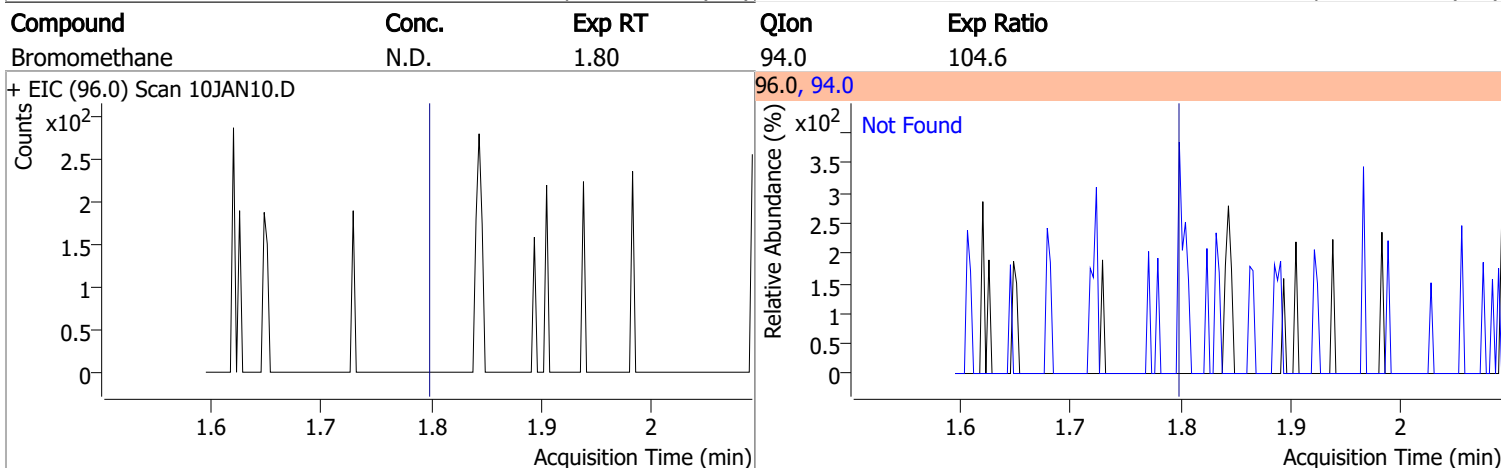 Compound Conc. Exp RT QIon Exp Ratio
Bromomethane N.D. 1.80 94.0 104.6
+ EIC (96.0) Scan 10JAN10.D
Counts
x10²
2.5
2
1.5
1
0.5
0
1.6 1.7 1.8 1.9 2
Acquisition Time (min)
96.0, 94.0
Relative Abundance (%)
x10²
Not Found
3.5
3
2.5
2
1.5
1
0.5
0
1.6 1.7 1.8 1.9 2
Acquisition Time (min)